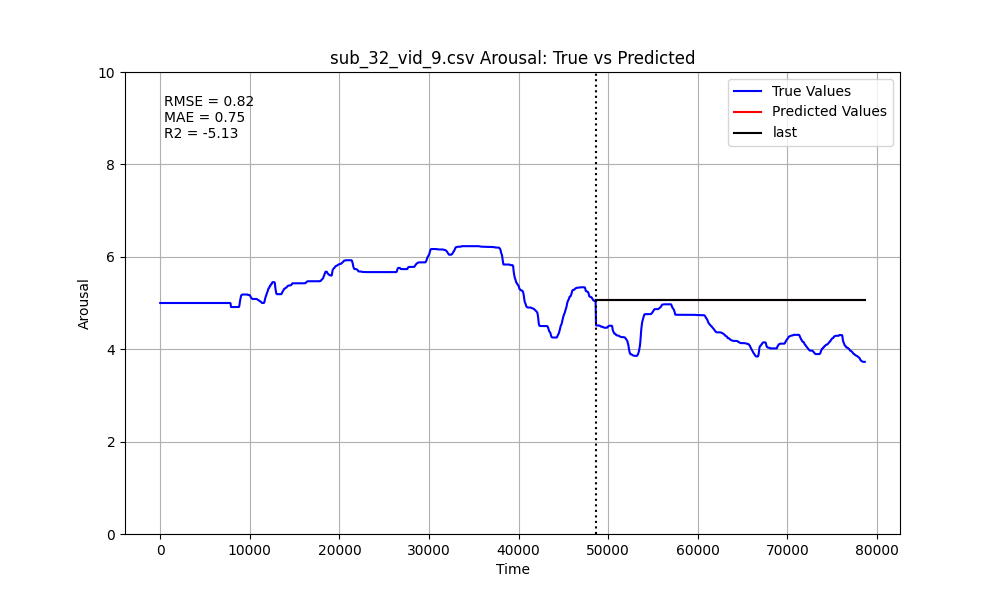 sub_32_vid_9.csv Arousal: True vs Predicted
RMSE = 0.82
MAE = 0.75
R2 = -5.13
True Values
Predicted Values
last
Arousal
10
8
6
4
2
0
0 10000 20000 30000 40000 50000 60000 70000 80000
Time